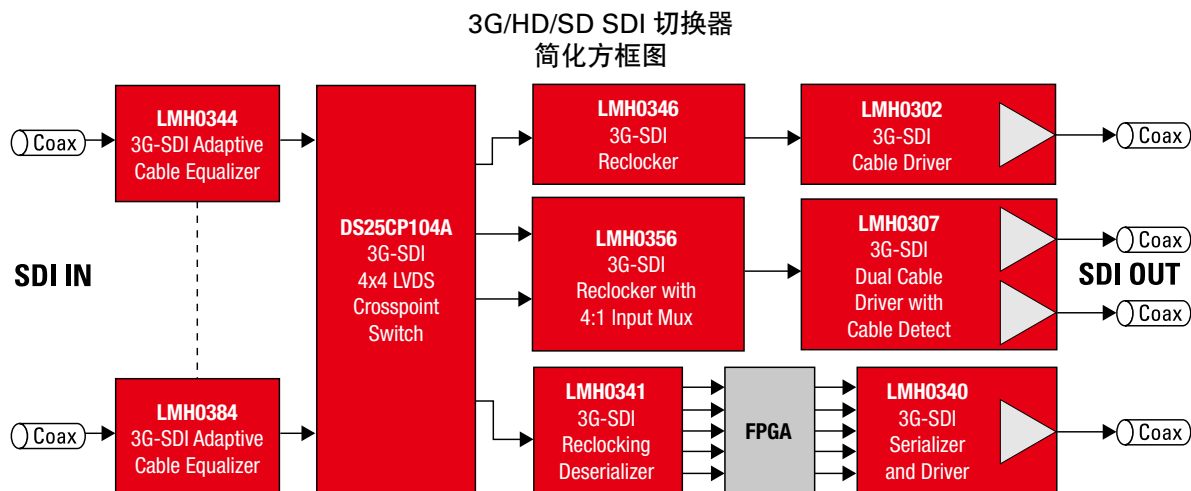 3G/HD/SD SDI 切换器
简化方框图
Coax
LMH0344
3G-SDI Adaptive
Cable Equalizer
SDI IN
Coax
LMH0384
3G-SDI Adaptive
Cable Equalizer
DS25CP104A
3G-SDI
4x4 LVDS
Crosspoint
Switch
LMH0346
3G-SDI
Reclocker
LMH0302
3G-SDI
Cable Driver
Coax
LMH0356
3G-SDI
Reclocker with
4:1 Input Mux
LMH0307
3G-SDI
Dual Cable
Driver with
Cable Detect
Coax
SDI OUT
Coax
LMH0341
3G-SDI
Reclocking
Deserializer
FPGA
LMH0340
3G-SDI
Serializer
and Driver
Coax